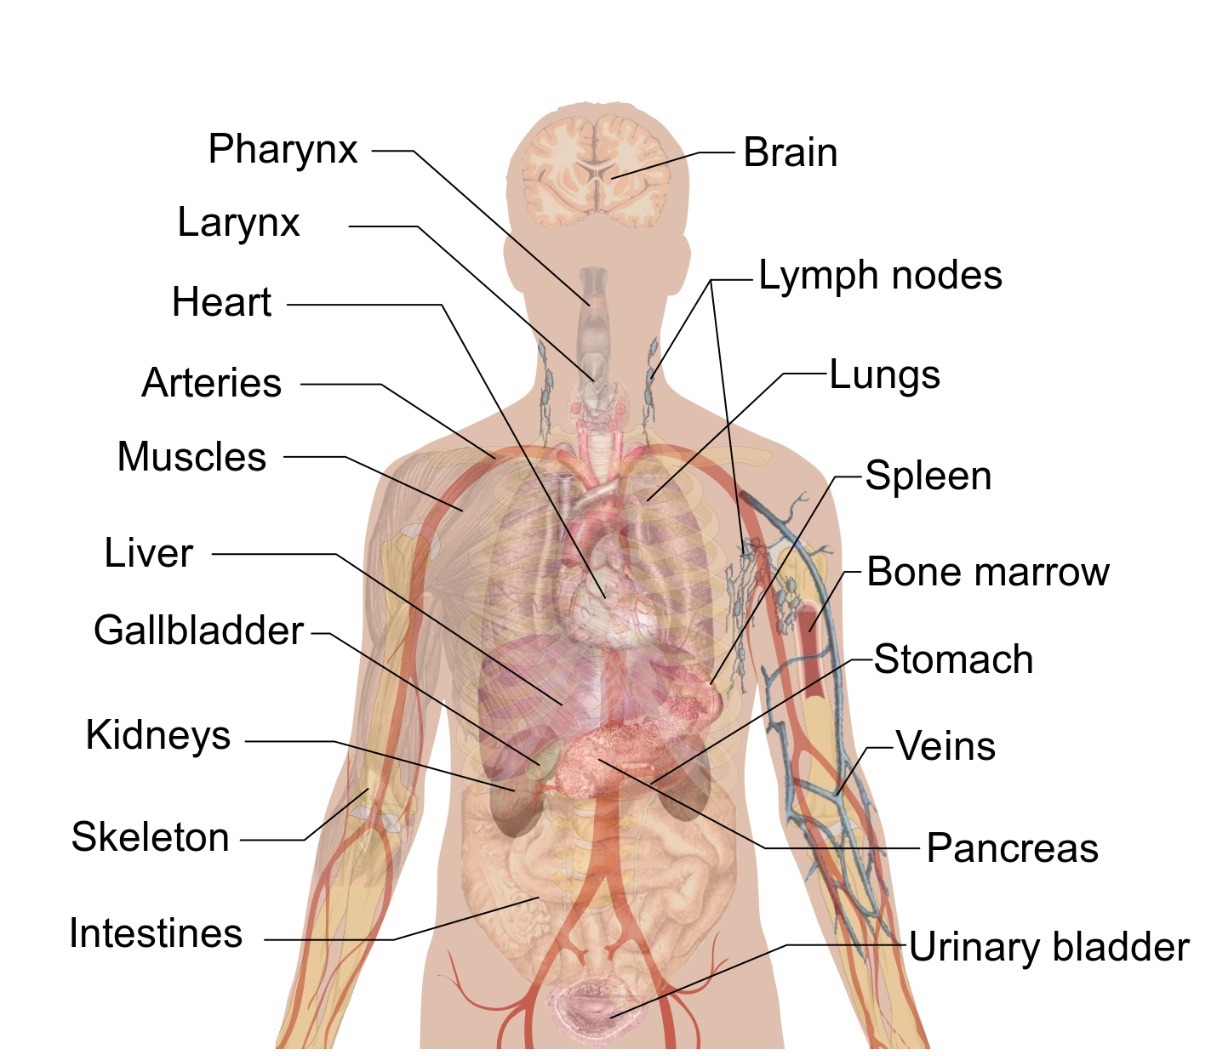 Pharynx
Brain
Larynx
Lymph nodes
Heart
Lungs
Arteries
Muscles
Spleen
Liver
Bone marrow
Gallbladder
Stomach
Kidneys
Veins
Skeleton
Pancreas
Intestines
Urinary bladder